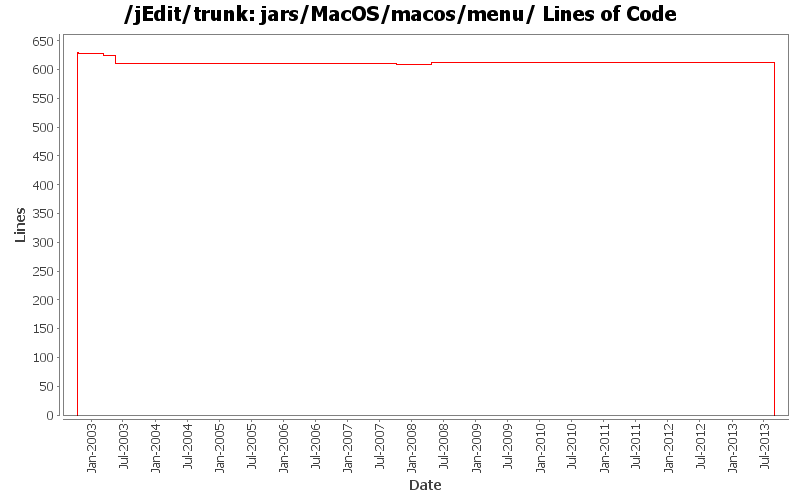 /jEdit/trunk: jars/MacOS/macos/menu/ Lines of Code
650
600
550
500
450
400
350
300
250
200
150
100
50
0
Lines
Jan-2003
Jul-2003
Jan-2004
Jul-2004
Jan-2005
Jul-2005
Jan-2006
Jul-2006
Jan-2007
Jul-2007
Jan-2008
Jul-2008
Jan-2009
Jul-2009
Jan-2010
Jul-2010
Jan-2011
Jul-2011
Jan-2012
Jul-2012
Jan-2013
Jul-2013
Date